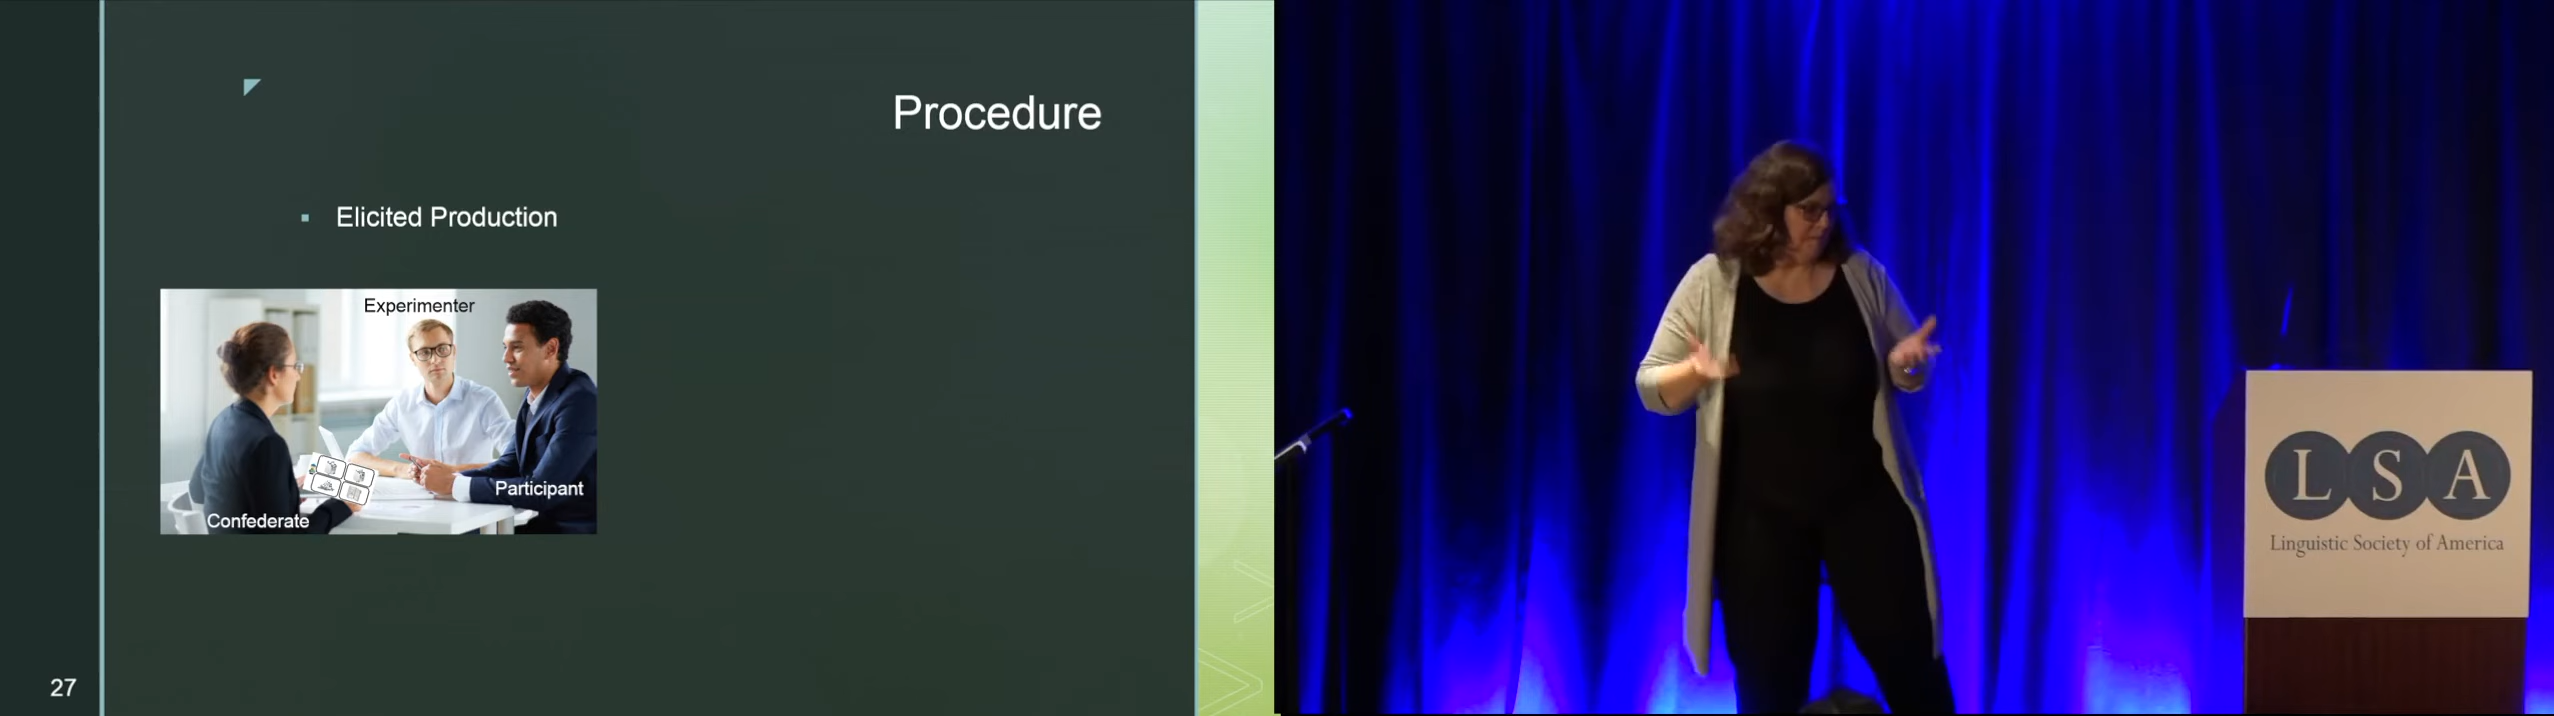 Procedure
Elicited Production
Experimenter
Participant
Confederate
27
LSA
Linguistic Society of America